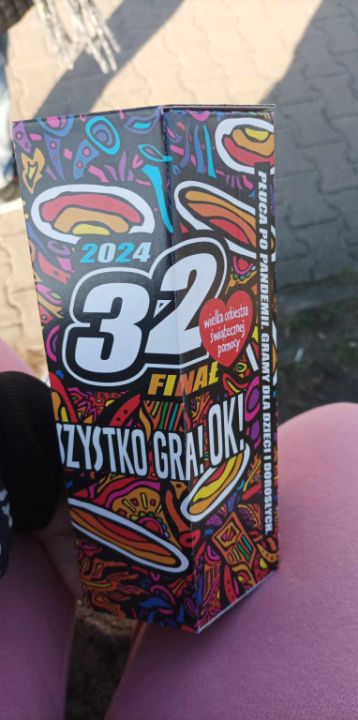 2024
32
FINAŁ
wielka orkiestra
świątecznej
pomocy
ZYSTKO GRA! OK!
PŁUCA PO PANDEMII. GRAMY DLA DZIECI I DOROSŁYCH